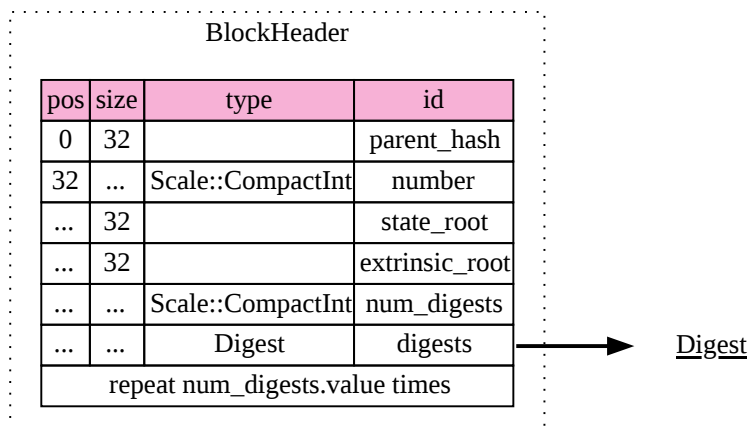 BlockHeader
pos size type id
0 32 parent_hash
32 ... Scale::CompactInt number
... 32 state_root
... 32 extrinsic_root
... ... Scale::CompactInt num_digests
... ... Digest digests Digest
repeat num_digests.value times